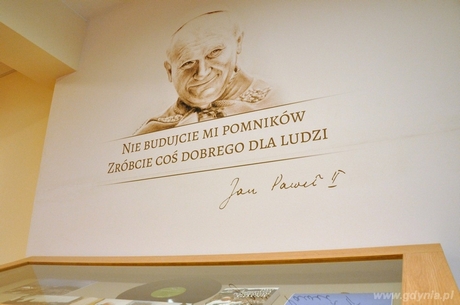 NIE BUDUJCIE MI POMNIKÓW
ZRÓBCIE COŚ DOBREGO DLA LUDZI
Jan Paweł II
www.gdynia.pl